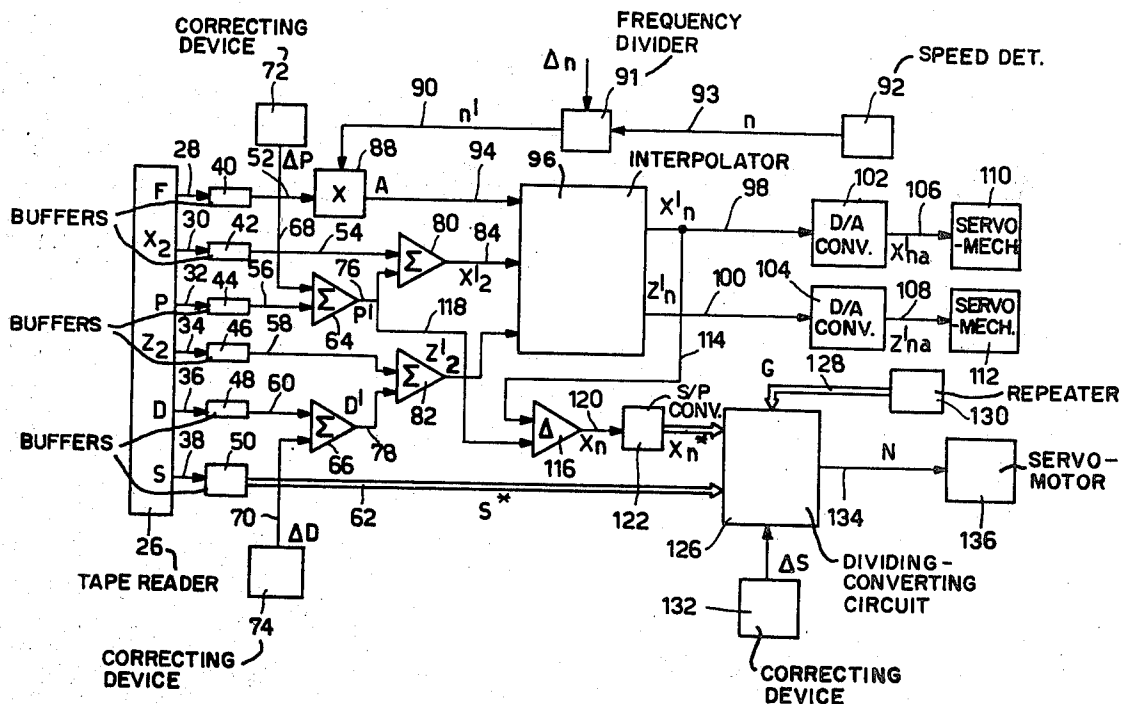 CORRECTING
DEVICE
FREQUENCY
DIVIDER
SPEED DET.
72
Δn
91
92
90
93
n'
n
28
52
ΔP
88
96
INTERPOLATOR
40
F
X
A
94
X'n
98
102
106
110
D/A
CONV.
X'na
SERVO
-MECH.
BUFFERS
30
42
68
54
80
84
X2
Σ
X'2
32
56
76
P
44
Σ
P'
118
64
Z'n
100
104
108
D/A
CONV.
Z'na
SERVO
-MECH.
112
BUFFERS
34
46
58
Z2
Σ
Z'2
82
114
36
48
60
D
Σ
D'
66
78
G
128
REPEATER
130
S/P
CONV.
120
Δ
Xn
Xn*
116
122
BUFFERS
38
50
S
62
S*
N
134
SERVO-
MOTOR
136
70
ΔD
26
TAPE READER
74
126
ΔS
DIVIDING-
CONVERTING
CIRCUIT
132
CORRECTING
DEVICE
CORRECTING
DEVICE